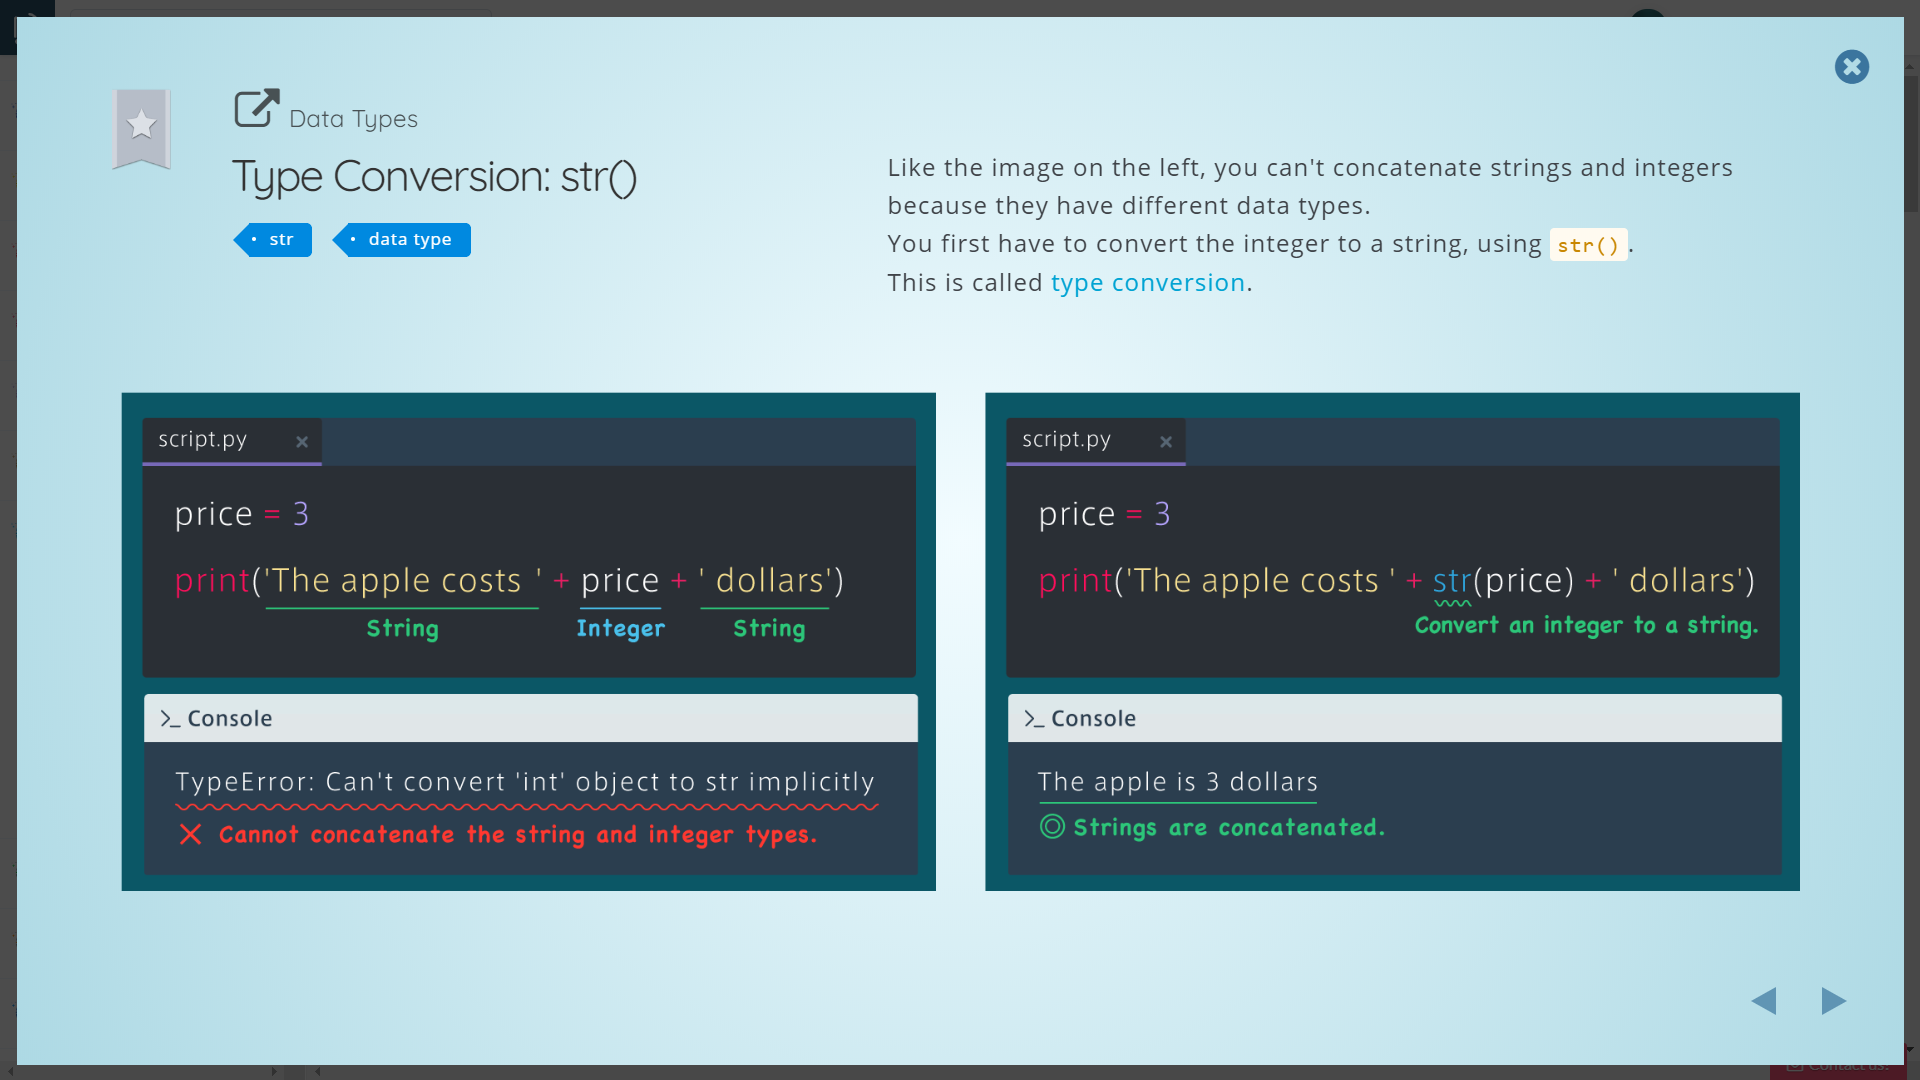 Data Types
Type Conversion: str()
• str
• data type
Like the image on the left, you can't concatenate strings and integers
because they have different data types.
You first have to convert the integer to a string, using str().
This is called type conversion.
script.py ×
price = 3
print('The apple costs ' + price + ' dollars')
String Integer String
>_ Console
TypeError: Can't convert 'int' object to str implicitly
✕ Cannot concatenate the string and integer types.
script.py ×
price = 3
print('The apple costs ' + str(price) + ' dollars')
Convert an integer to a string.
>_ Console
The apple is 3 dollars
◎ Strings are concatenated.
Contact us!